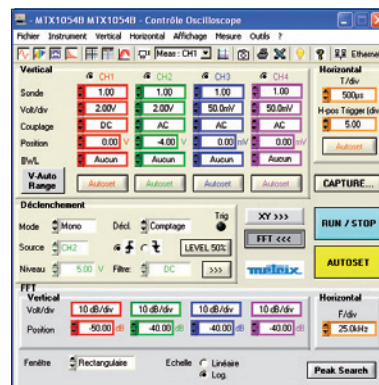 MTX1054B MTX1054B - Contrôle Oscilloscope
Fichier Instrument Vertical Horizontal Affichage Mesure Outils ?
Meas : CH1 Ethernet
Vertical
CH1 CH2 CH3 CH4
Sonde 1.00 1.00 1.00 1.00
Volt/div 2.00V 2.00V 50.0mV 50.0mV
Couplage DC AC AC AC
Position 0.00 V -4.00 V 0.00 mV 0.00 mV
BWL Aucun Aucun Aucun Aucun
V-Auto Range Autoset Autoset Autoset Autoset
Horizontal
T/div
500µs
H-pos Trigger (div
5.00
Autoset
CAPTURE...
Déclenchement
Mode Mono Décl. Comptage Trig
Source CH2 LEVEL 50%
Niveau 5.00 V Filtre: DC >>>
XY >>>
FFT <<<
metrix
RUN / STOP
AUTOSET
FFT
Vertical
Volt/div 10 dB/div 10 dB/div 10 dB/div 10 dB/div
Position -50.00 dB -40.00 dB -40.00 dB -40.00 dB
Horizontal
F/div
25.0kHz
Fenêtre Rectangulaire Echelle Linéaire
Log.
Peak Search